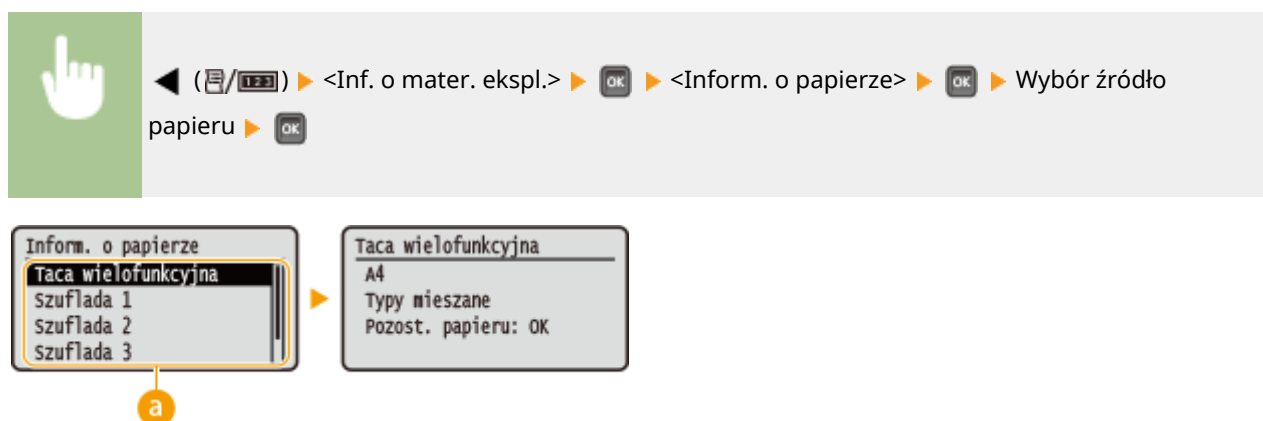 ◀ (/123) ▶ <Inf. o mater. ekspl.> ▶ OK ▶ <Inform. o papierze> ▶ OK ▶ Wybór źródło
papieru ▶ OK
Inform. o papierze
Taca wielofunkcyjna
Szuflada 1
Szuflada 2
Szuflada 3
Taca wielofunkcyjna
A4
Typy mieszane
Pozost. papieru: OK
a